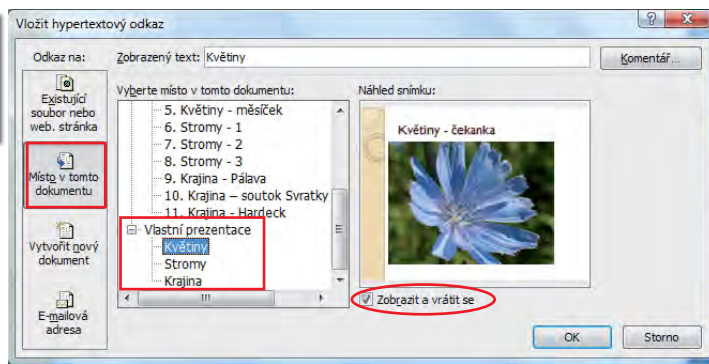 Vložit hypertextový odkaz
Odkaz na:
Zobrazený text: Květiny
Komentář...
Existující
soubor nebo
web. stránka
Místo v tomto
dokumentu
Vytvořit nový
dokument
E-mailová
adresa
Vyberte místo v tomto dokumentu:
5. Květiny - měsíček
6. Stromy - 1
7. Stromy - 2
8. Stromy - 3
9. Krajina - Pálava
10. Krajina – soutok Svratky
11. Krajina - Hardeck
Vlastní prezentace
Květiny
Stromy
Krajina
Náhled snímku:
Květiny - čekanka
Zobrazit a vrátit se
OK
Storno